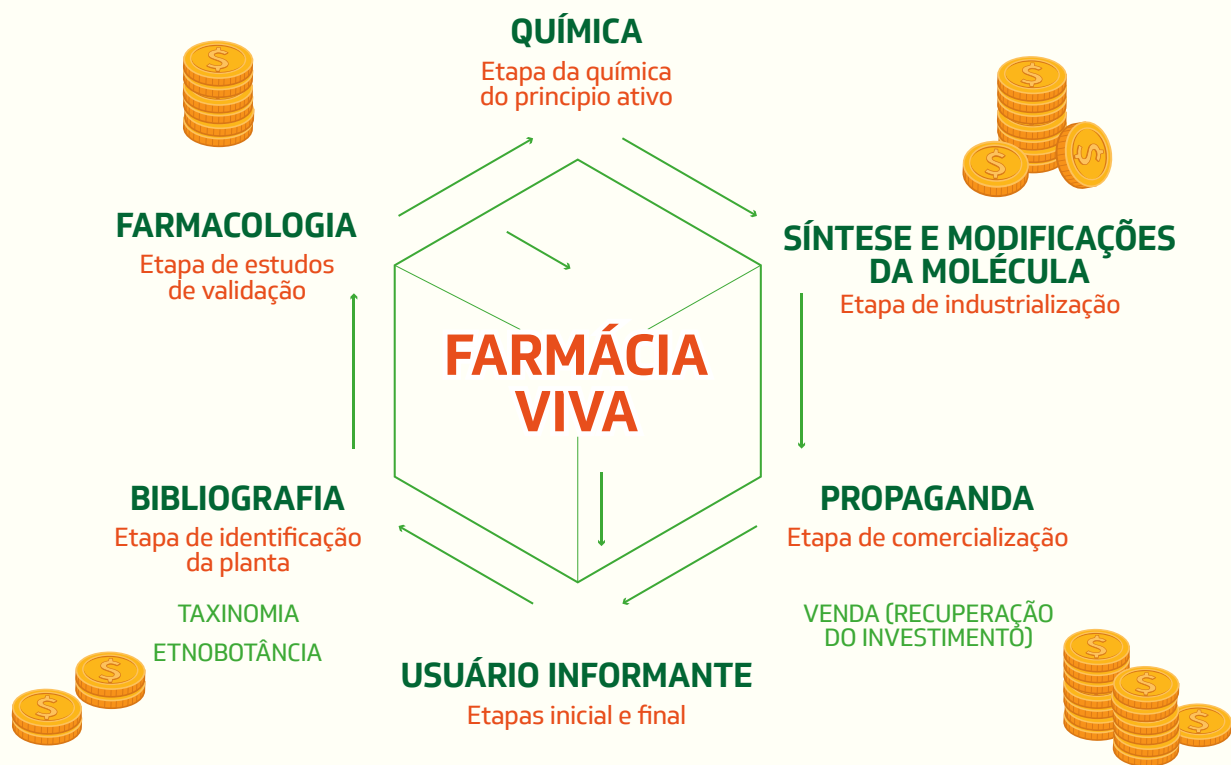 QUÍMICA
Etapa da química
do principio ativo
FARMACOLOGIA
Etapa de estudos
de validação
SÍNTESE E MODIFICAÇÕES
DA MOLÉCULA
Etapa de industrialização
FARMÁCIA
VIVA
BIBLIOGRAFIA
Etapa de identificação
da planta
TAXINOMIA
ETNOBOTÂNCIA
PROPAGANDA
Etapa de comercialização
VENDA (RECUPERAÇÃO
DO INVESTIMENTO)
USUÁRIO INFORMANTE
Etapas inicial e final